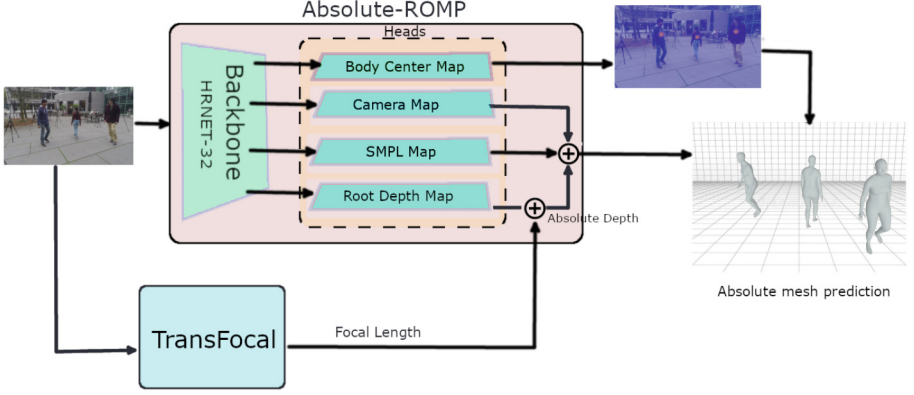 Absolute-ROMP
Heads
Backbone
HRNET-32
Body Center Map
Camera Map
SMPL Map
Root Depth Map
Absolute Depth
Absolute mesh prediction
TransFocal
Focal Length